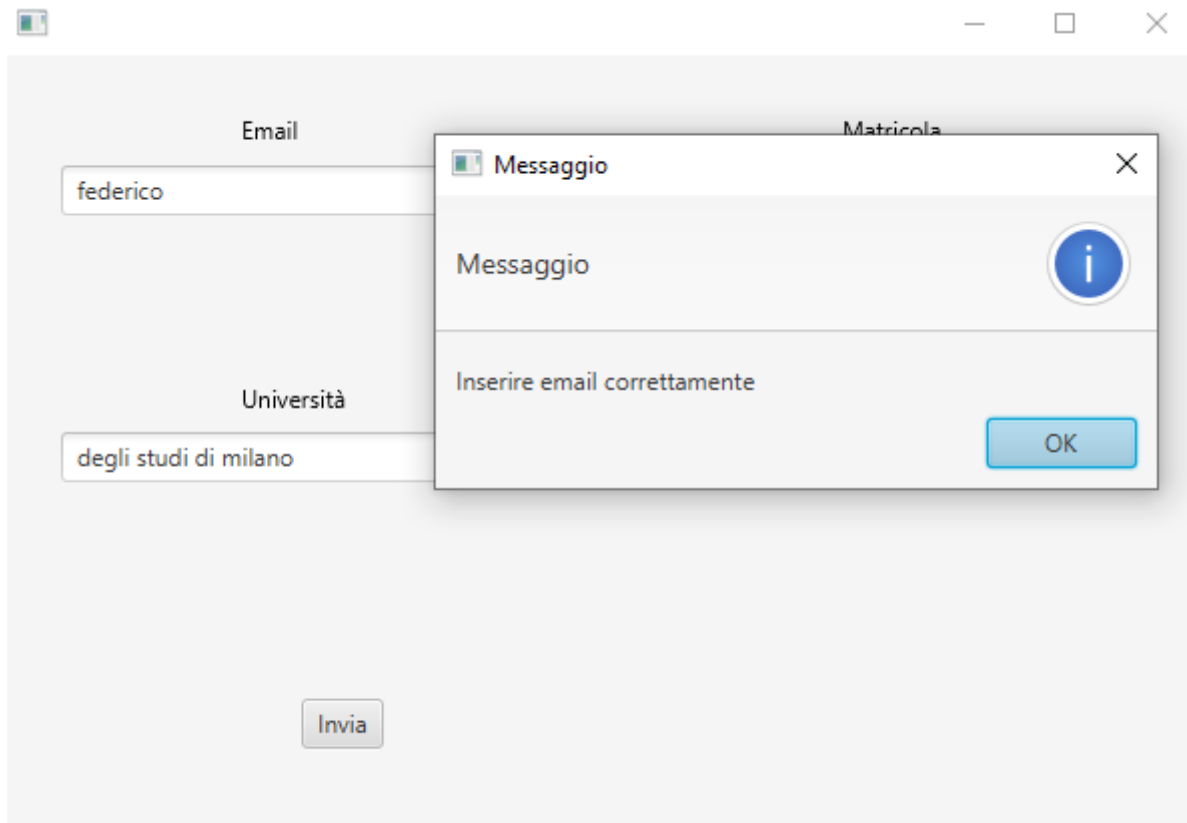 Email
Matricola
federico
Messaggio
Messaggio
Inserire email correttamente
OK
Università
degli studi di milano
Invia